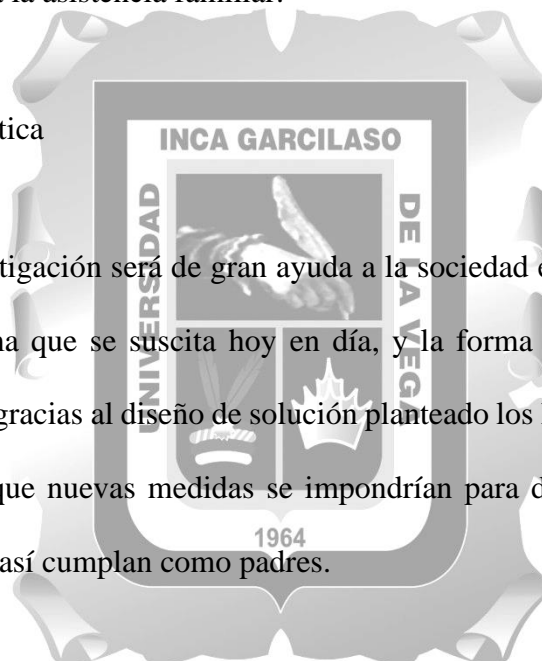 la asistencia familiar.
tica
INCA GARCILASO
UNIVERSIDAD
DE LA VEGA
tigación será de gran ayuda a la sociedad e
na que se suscita hoy en día, y la forma
gracias al diseño de solución planteado los
que nuevas medidas se impondrían para d
1964
así cumplan como padres.